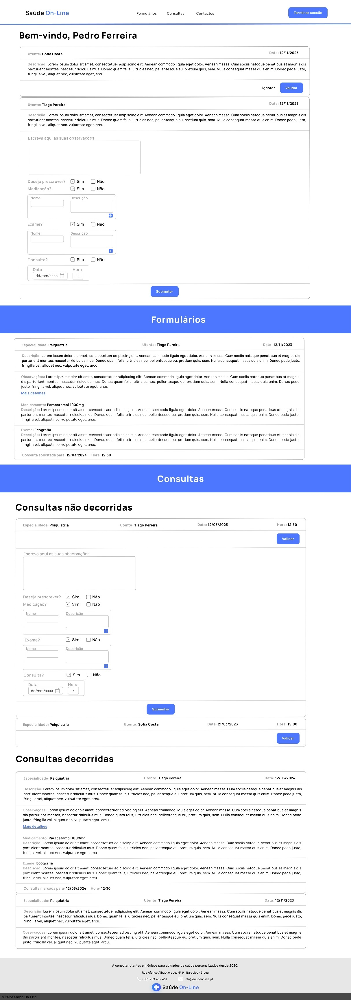 Saúde On-Line
Formulários Consultas Contactos
Terminar sessão
Bem-vindo, Pedro Ferreira
Utente: Sofia Costa Data: 12/11/2023
Descrição: Lorem ipsum dolor sit amet, consectetuer adipiscing elit. Aenean commodo ligula eget dolor. Aenean massa. Cum sociis natoque penatibus et magnis dis
parturient montes, nascetur ridiculus mus. Donec quam felis, ultricies nec, pellentesque eu, pretium quis, sem. Nulla consequat massa quis enim. Donec pede justo,
fringilla vel, aliquet nec, vulputate eget, arcu.
Ignorar Validar
Utente: Tiago Pereira Data: 12/11/2023
Descrição: Lorem ipsum dolor sit amet, consectetuer adipiscing elit. Aenean commodo ligula eget dolor. Aenean massa. Cum sociis natoque penatibus et magnis dis
parturient montes, nascetur ridiculus mus. Donec quam felis, ultricies nec, pellentesque eu, pretium quis, sem. Nulla consequat massa quis enim. Donec pede justo,
fringilla vel, aliquet nec, vulputate eget, arcu.
Escreva aqui as suas observações
Deseja prescrever? Sim Não
Medicação? Sim Não
Nome Descrição
Exame? Sim Não
Nome Descrição
Consulta? Sim Não
Data Hora
dd/mm/aaaa --:--
Submeter
Formulários
Especialidade: Psiquiatria Utente: Tiago Pereira Data: 12/11/2023
Descrição: Lorem ipsum dolor sit amet, consectetuer adipiscing elit. Aenean commodo ligula eget dolor. Aenean massa. Cum sociis natoque penatibus et magnis dis
parturient montes, nascetur ridiculus mus. Donec quam felis, ultricies nec, pellentesque eu, pretium quis, sem. Nulla consequat massa quis enim. Donec pede justo,
fringilla vel, aliquet nec, vulputate eget, arcu.
Observações: Lorem ipsum dolor sit amet, consectetuer adipiscing elit. Aenean commodo ligula eget dolor. Aenean massa. Cum sociis natoque penatibus et magnis
dis parturient montes, nascetur ridiculus mus. Donec quam felis, ultricies nec, pellentesque eu, pretium quis, sem. Nulla consequat massa quis enim. Donec pede
justo, fringilla vel, aliquet nec, vulputate eget, arcu.
Mais detalhes
Medicamento: Paracetamol 1000mg
Descrição: Lorem ipsum dolor sit amet, consectetuer adipiscing elit. Aenean commodo ligula eget dolor. Aenean massa. Cum sociis natoque penatibus et magnis dis
parturient montes, nascetur ridiculus mus. Donec quam felis, ultricies nec, pellentesque eu, pretium quis, sem. Nulla consequat massa quis enim. Donec pede justo,
fringilla vel, aliquet nec, vulputate eget, arcu.
Exame: Ecografia
Descrição: Lorem ipsum dolor sit amet, consectetuer adipiscing elit. Aenean commodo ligula eget dolor. Aenean massa. Cum sociis natoque penatibus et magnis dis
parturient montes, nascetur ridiculus mus. Donec quam felis, ultricies nec, pellentesque eu, pretium quis, sem. Nulla consequat massa quis enim. Donec pede justo,
fringilla vel, aliquet nec, vulputate eget, arcu.
Consulta solicitada para: 12/03/2024 Hora: 12:30
Consultas
Consultas não decorridas
Especialidade: Psiquiatria Utente: Tiago Pereira Data: 12/03/2023 Hora: 12:30
Validar
Escreva aqui as suas observações
Deseja prescrever? Sim Não
Medicação? Sim Não
Nome Descrição
Exame? Sim Não
Nome Descrição
Consulta? Sim Não
Data Hora
dd/mm/aaaa --:--
Submeter
Especialidade: Psiquiatria Utente: Sofia Costa Data: 21/03/2023 Hora: 15:00
Validar
Consultas decorridas
Especialidade: Psiquiatria Utente: Tiago Pereira Data: 12/03/2024
Descrição: Lorem ipsum dolor sit amet, consectetuer adipiscing elit. Aenean commodo ligula eget dolor. Aenean massa. Cum sociis natoque penatibus et magnis dis
parturient montes, nascetur ridiculus mus. Donec quam felis, ultricies nec, pellentesque eu, pretium quis, sem. Nulla consequat massa quis enim. Donec pede justo,
fringilla vel, aliquet nec, vulputate eget, arcu.
Observações: Lorem ipsum dolor sit amet, consectetuer adipiscing elit. Aenean commodo ligula eget dolor. Aenean massa. Cum sociis natoque penatibus et magnis
dis parturient montes, nascetur ridiculus mus. Donec quam felis, ultricies nec, pellentesque eu, pretium quis, sem. Nulla consequat massa quis enim. Donec pede
justo, fringilla vel, aliquet nec, vulputate eget, arcu.
Mais detalhes
Medicamento: Paracetamol 1000mg
Descrição: Lorem ipsum dolor sit amet, consectetuer adipiscing elit. Aenean commodo ligula eget dolor. Aenean massa. Cum sociis natoque penatibus et magnis dis
parturient montes, nascetur ridiculus mus. Donec quam felis, ultricies nec, pellentesque eu, pretium quis, sem. Nulla consequat massa quis enim. Donec pede justo,
fringilla vel, aliquet nec, vulputate eget, arcu.
Exame: Ecografia
Descrição: Lorem ipsum dolor sit amet, consectetuer adipiscing elit. Aenean commodo ligula eget dolor. Aenean massa. Cum sociis natoque penatibus et magnis dis
parturient montes, nascetur ridiculus mus. Donec quam felis, ultricies nec, pellentesque eu, pretium quis, sem. Nulla consequat massa quis enim. Donec pede justo,
fringilla vel, aliquet nec, vulputate eget, arcu.
Consulta marcada para: 12/05/2024 Hora: 12:30
Especialidade: Psiquiatria Utente: Tiago Pereira Data: 12/11/2023
Descrição: Lorem ipsum dolor sit amet, consectetuer adipiscing elit. Aenean commodo ligula eget dolor. Aenean massa. Cum sociis natoque penatibus et magnis dis
parturient montes, nascetur ridiculus mus. Donec quam felis, ultricies nec, pellentesque eu, pretium quis, sem. Nulla consequat massa quis enim. Donec pede justo,
fringilla vel, aliquet nec, vulputate eget, arcu.
Observações: Lorem ipsum dolor sit amet, consectetuer adipiscing elit. Aenean commodo ligula eget dolor. Aenean massa. Cum sociis natoque penatibus et magnis
dis parturient montes, nascetur ridiculus mus. Donec quam felis, ultricies nec, pellentesque eu, pretium quis, sem. Nulla consequat massa quis enim. Donec pede
justo, fringilla vel, aliquet nec, vulputate eget, arcu.
A conectar utentes e médicos para cuidados de saúde personalizados desde 2020.
Rua Afonso Albuquerque, Nº 9 - Barcelos - Braga
+351 253 467 451 info@saudeonline.pt
Saúde On-Line
© 2023 Saúde On-Line